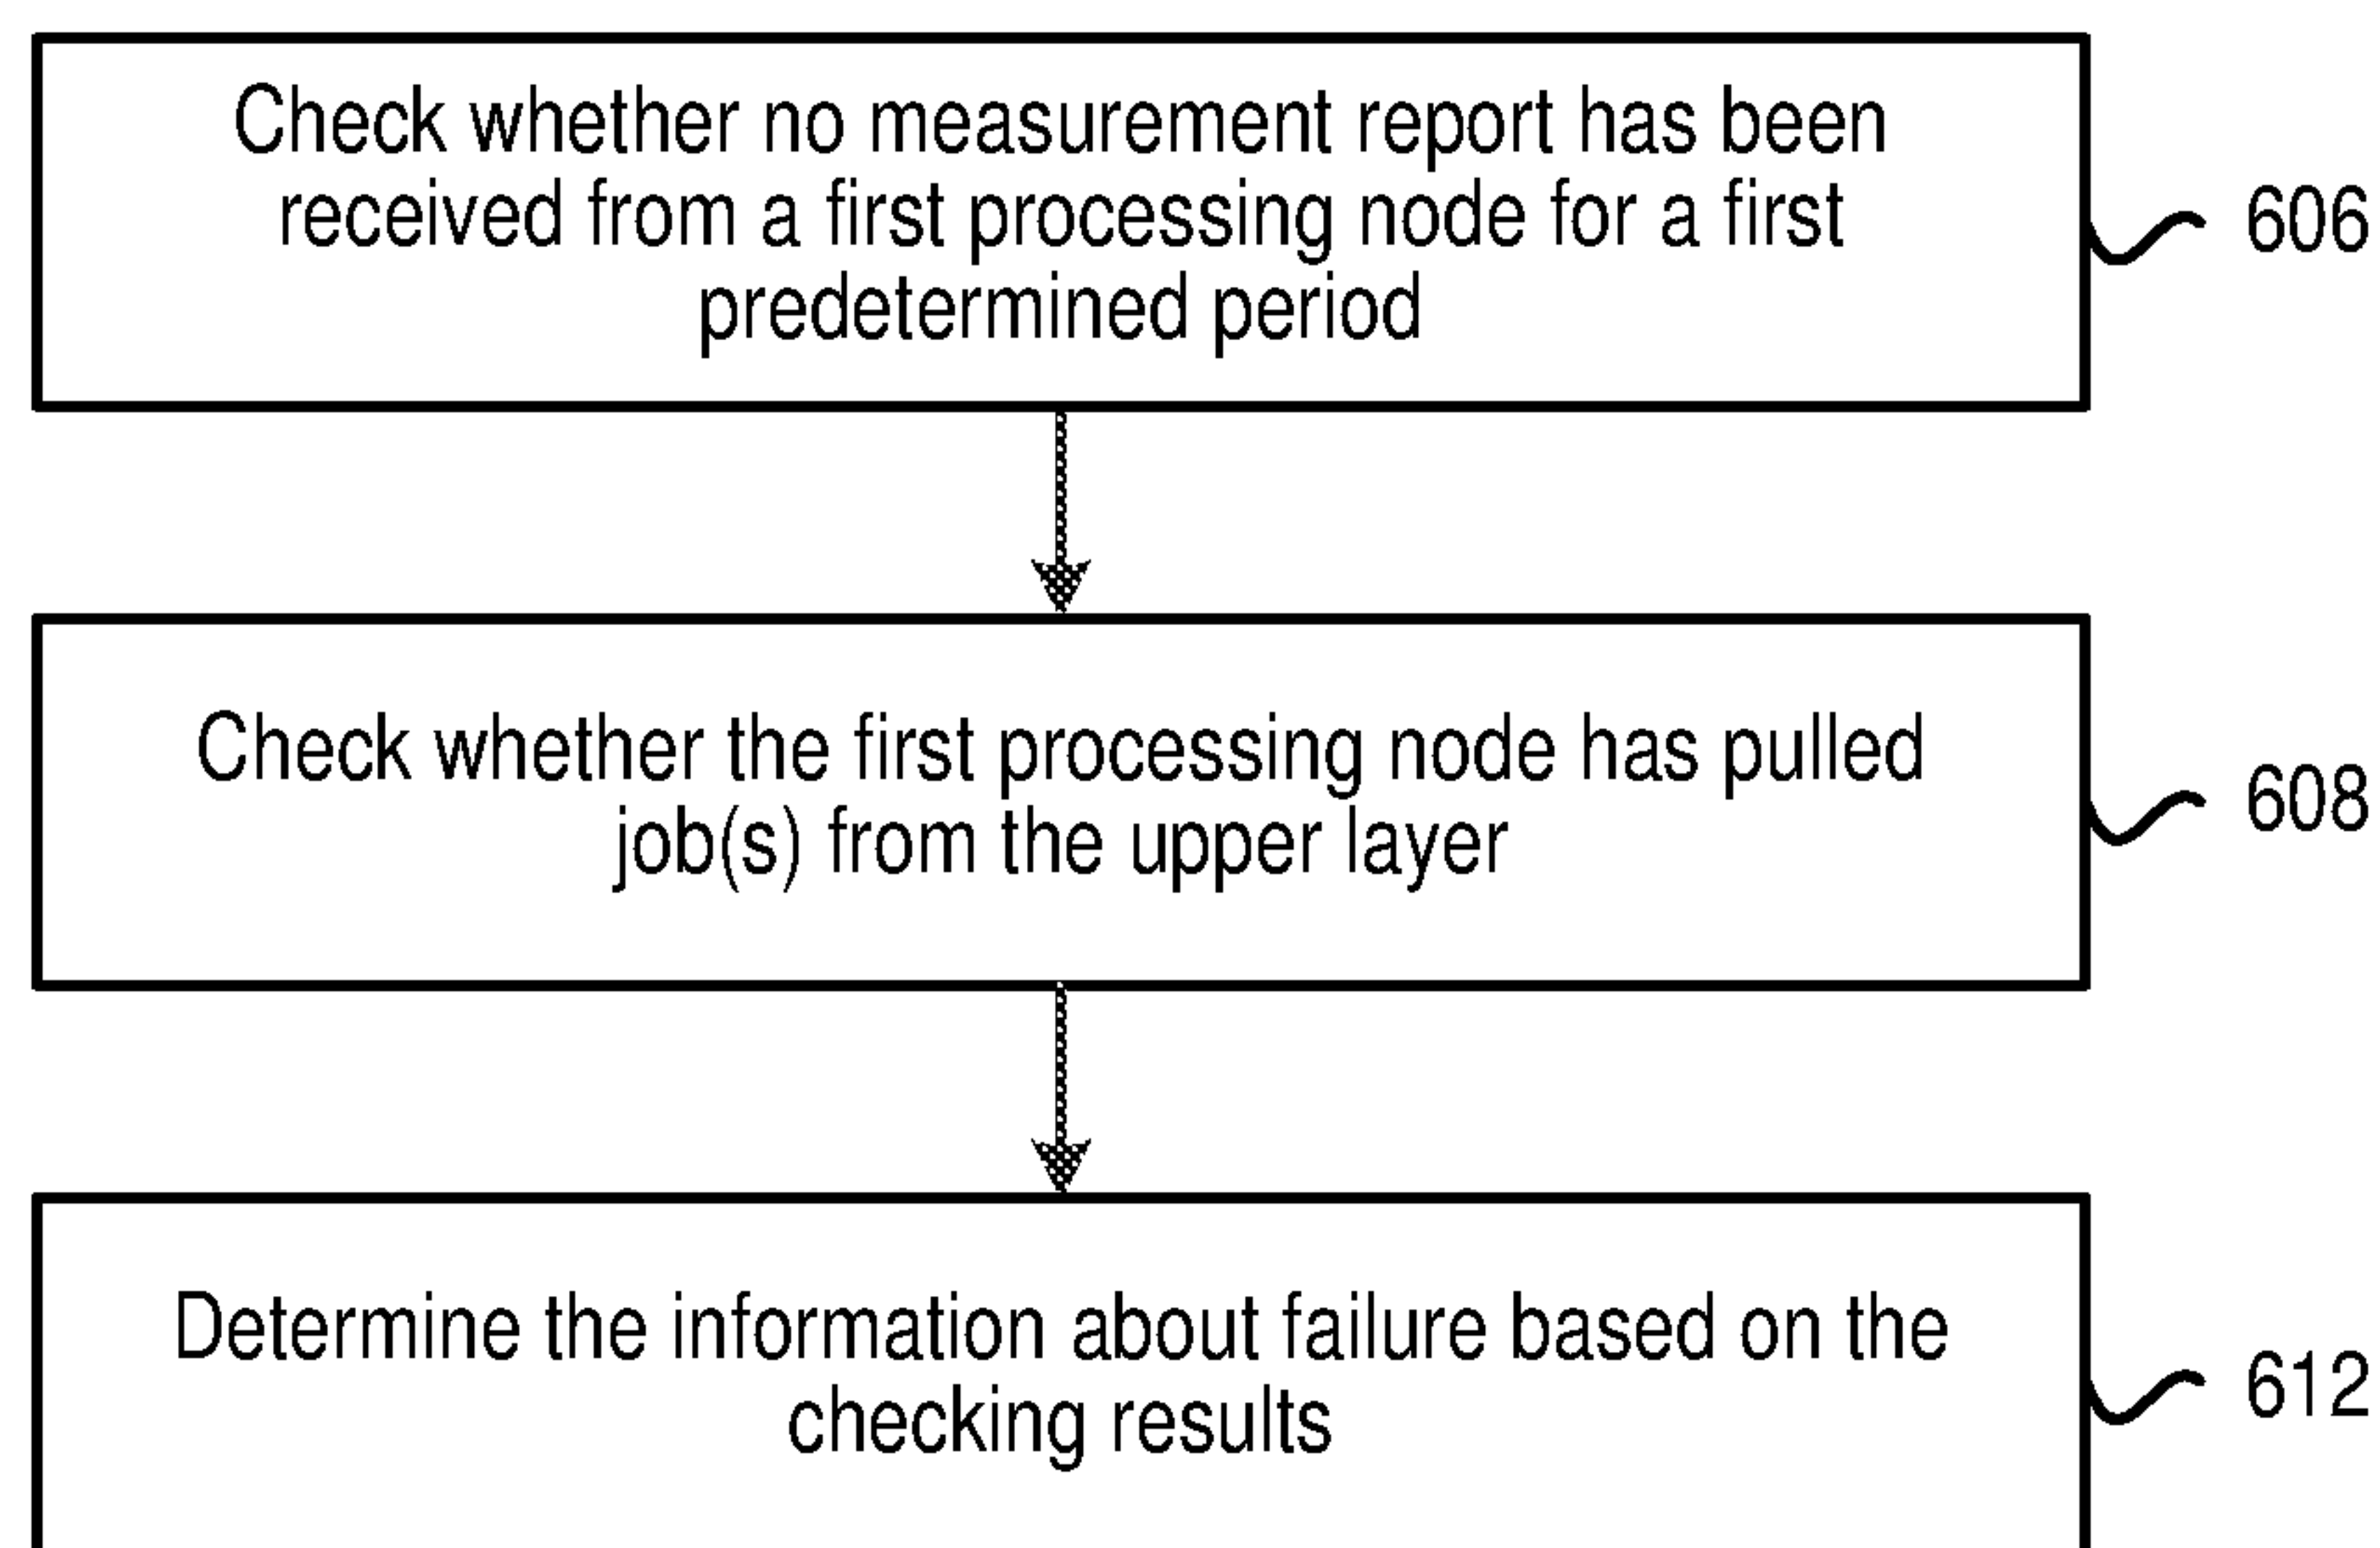 Check whether no measurement report has been
received from a first processing node for a first
predetermined period
606
Check whether the first processing node has pulled
job(s) from the upper layer
608
Determine the information about failure based on the
checking results
612